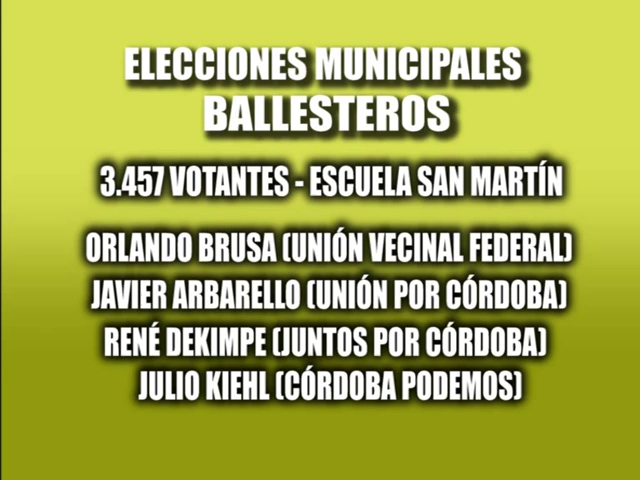 ELECCIONES MUNICIPALES
BALLESTEROS
3.457 VOTANTES - ESCUELA SAN MARTÍN
ORLANDO BRUSA (UNIÓN VECINAL FEDERAL)
JAVIER ARBARELLO (UNIÓN POR CÓRDOBA)
RENÉ DEKIMPE (JUNTOS POR CÓRDOBA)
JULIO KIEHL (CÓRDOBA PODEMOS)